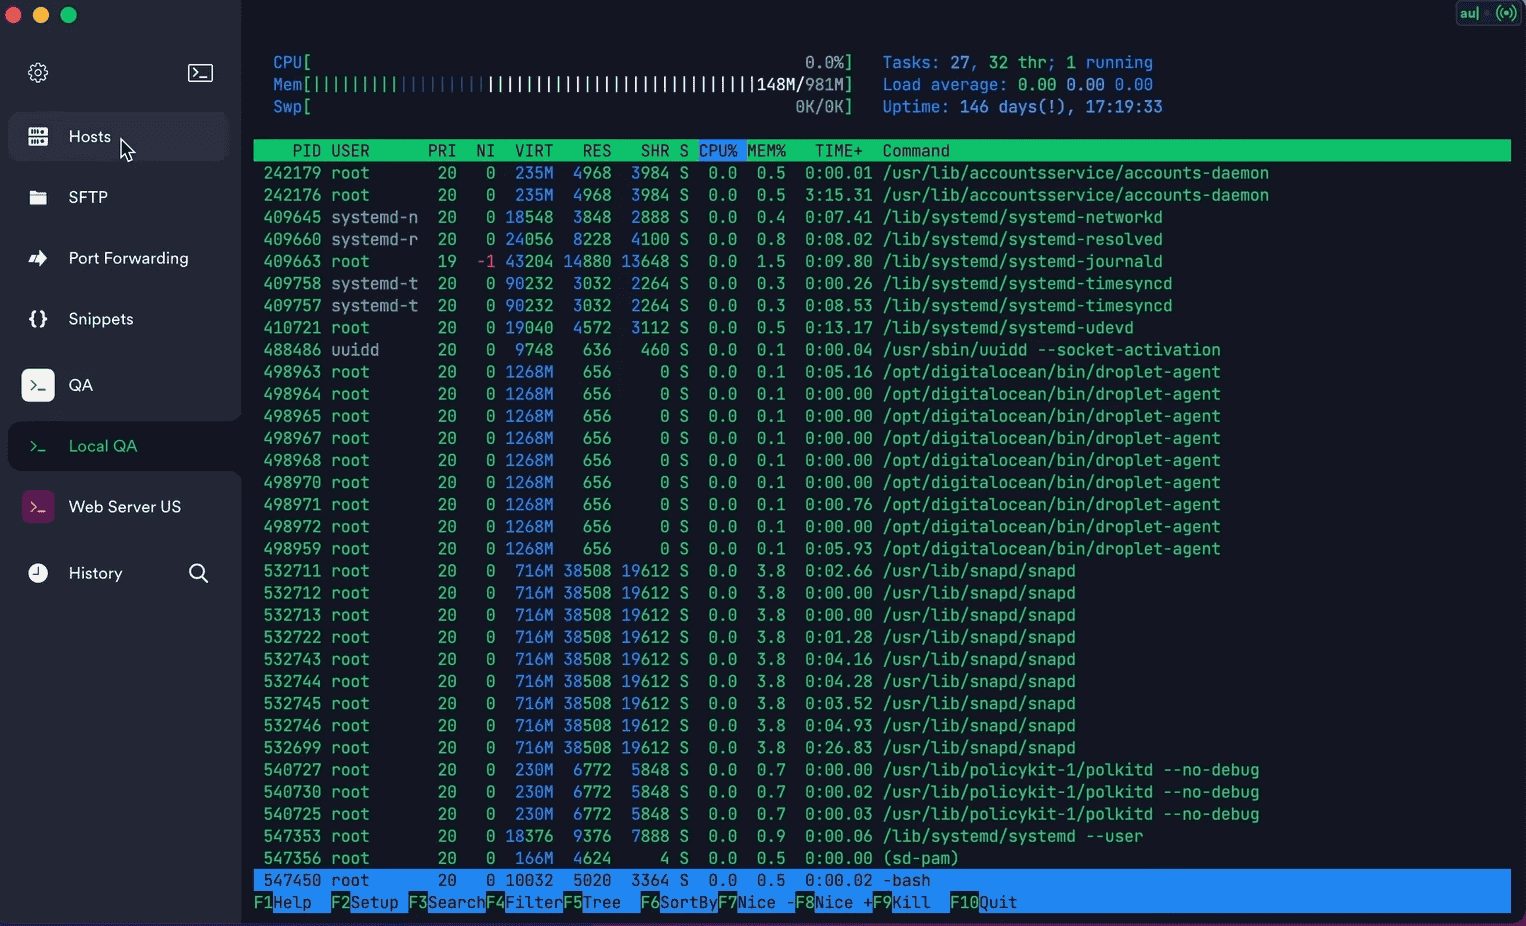 au|
Hosts
SFTP
Port Forwarding
Snippets
QA
Local QA
Web Server US
History
CPU[ 0.0%] Tasks: 27, 32 thr; 1 running
Mem[|||||||||||||||||||||||||||||||||||||||||||||||148M/981M] Load average: 0.00 0.00 0.00
Swp[ 0K/0K] Uptime: 146 days(!), 17:19:33
PID USER PRI NI VIRT RES SHR S CPU% MEM% TIME+ Command
242179 root 20 0 235M 4968 3984 S 0.0 0.5 0:00.01 /usr/lib/accountsservice/accounts-daemon
242176 root 20 0 235M 4968 3984 S 0.0 0.5 3:15.31 /usr/lib/accountsservice/accounts-daemon
409645 systemd-n 20 0 18548 3848 2888 S 0.0 0.4 0:07.41 /lib/systemd/systemd-networkd
409660 systemd-r 20 0 24056 8228 4100 S 0.0 0.8 0:08.02 /lib/systemd/systemd-resolved
409663 root 19 -1 43204 14880 13648 S 0.0 1.5 0:09.80 /lib/systemd/systemd-journald
409758 systemd-t 20 0 90232 3032 2264 S 0.0 0.3 0:00.26 /lib/systemd/systemd-timesyncd
409757 systemd-t 20 0 90232 3032 2264 S 0.0 0.3 0:08.53 /lib/systemd/systemd-timesyncd
410721 root 20 0 19040 4572 3112 S 0.0 0.5 0:13.17 /lib/systemd/systemd-udevd
488486 uuidd 20 0 9748 636 460 S 0.0 0.1 0:00.04 /usr/sbin/uuidd --socket-activation
498963 root 20 0 1268M 656 0 S 0.0 0.1 0:05.16 /opt/digitalocean/bin/droplet-agent
498964 root 20 0 1268M 656 0 S 0.0 0.1 0:00.00 /opt/digitalocean/bin/droplet-agent
498965 root 20 0 1268M 656 0 S 0.0 0.1 0:00.00 /opt/digitalocean/bin/droplet-agent
498967 root 20 0 1268M 656 0 S 0.0 0.1 0:00.00 /opt/digitalocean/bin/droplet-agent
498968 root 20 0 1268M 656 0 S 0.0 0.1 0:00.00 /opt/digitalocean/bin/droplet-agent
498970 root 20 0 1268M 656 0 S 0.0 0.1 0:00.00 /opt/digitalocean/bin/droplet-agent
498971 root 20 0 1268M 656 0 S 0.0 0.1 0:00.76 /opt/digitalocean/bin/droplet-agent
498972 root 20 0 1268M 656 0 S 0.0 0.1 0:00.00 /opt/digitalocean/bin/droplet-agent
498959 root 20 0 1268M 656 0 S 0.0 0.1 0:05.93 /opt/digitalocean/bin/droplet-agent
532711 root 20 0 716M 38508 19612 S 0.0 3.8 0:02.66 /usr/lib/snapd/snapd
532712 root 20 0 716M 38508 19612 S 0.0 3.8 0:00.00 /usr/lib/snapd/snapd
532713 root 20 0 716M 38508 19612 S 0.0 3.8 0:00.00 /usr/lib/snapd/snapd
532722 root 20 0 716M 38508 19612 S 0.0 3.8 0:01.28 /usr/lib/snapd/snapd
532743 root 20 0 716M 38508 19612 S 0.0 3.8 0:04.16 /usr/lib/snapd/snapd
532744 root 20 0 716M 38508 19612 S 0.0 3.8 0:04.28 /usr/lib/snapd/snapd
532745 root 20 0 716M 38508 19612 S 0.0 3.8 0:03.52 /usr/lib/snapd/snapd
532746 root 20 0 716M 38508 19612 S 0.0 3.8 0:04.93 /usr/lib/snapd/snapd
532699 root 20 0 716M 38508 19612 S 0.0 3.8 0:26.83 /usr/lib/snapd/snapd
540727 root 20 0 230M 6772 5848 S 0.0 0.7 0:00.00 /usr/lib/policykit-1/polkitd --no-debug
540730 root 20 0 230M 6772 5848 S 0.0 0.7 0:00.02 /usr/lib/policykit-1/polkitd --no-debug
540725 root 20 0 230M 6772 5848 S 0.0 0.7 0:00.03 /usr/lib/policykit-1/polkitd --no-debug
547353 root 20 0 18376 9376 7888 S 0.0 0.9 0:00.06 /lib/systemd/systemd --user
547356 root 20 0 166M 4624 4 S 0.0 0.5 0:00.00 (sd-pam)
547450 root 20 0 10032 5020 3364 S 0.0 0.5 0:00.02 -bash
F1Help F2Setup F3SearchF4FilterF5Tree F6SortByF7Nice -F8Nice +F9Kill F10Quit